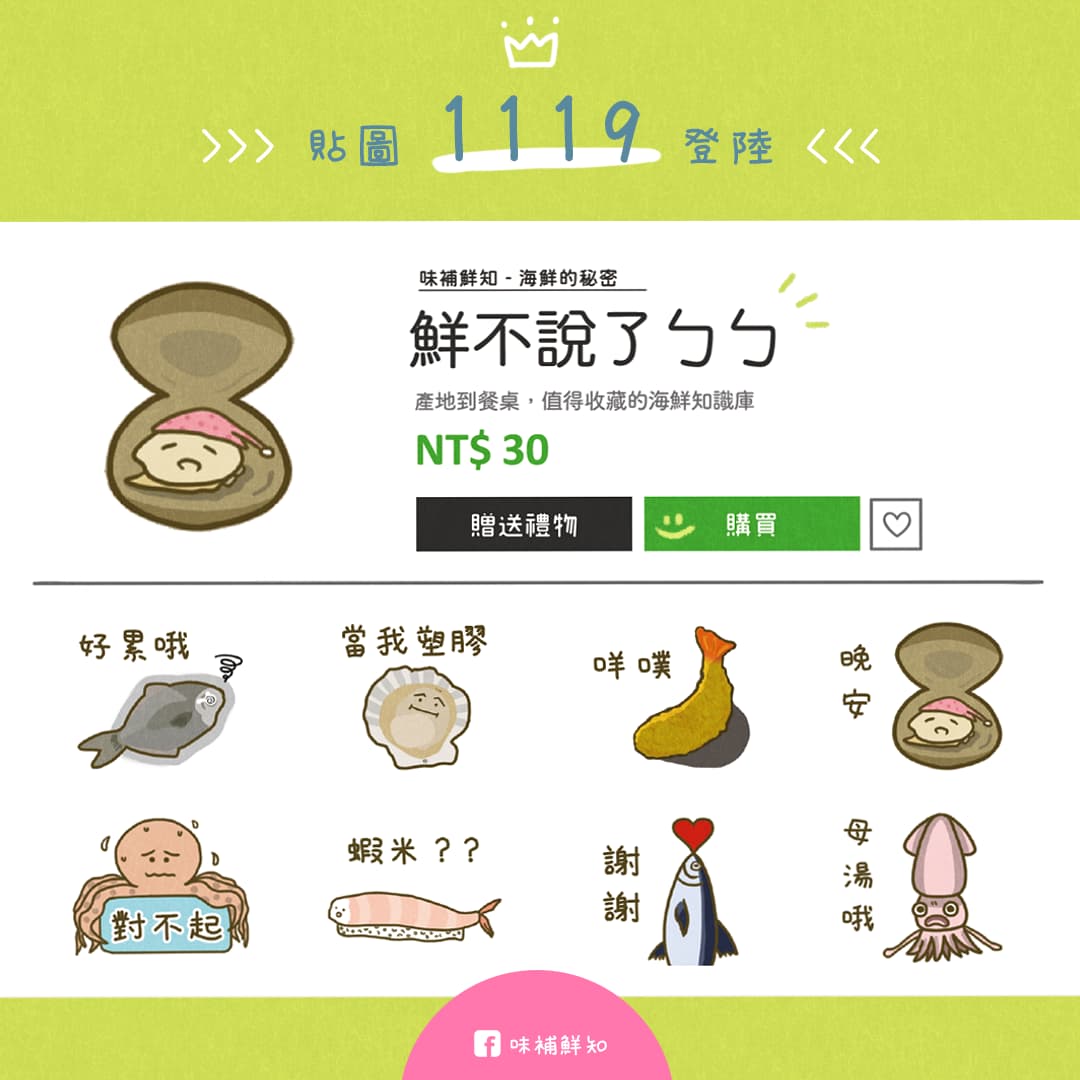 >>> 貼圖 1119 登陸 <<<
味補鮮知 - 海鮮的秘密
鮮不說了ㄅㄅ
產地到餐桌，值得收藏的海鮮知識庫
NT$ 30
贈送禮物 購買
好累哦
當我塑膠
咩噗
晚安
對不起
蝦米？？
謝謝
母湯哦
味補鮮知